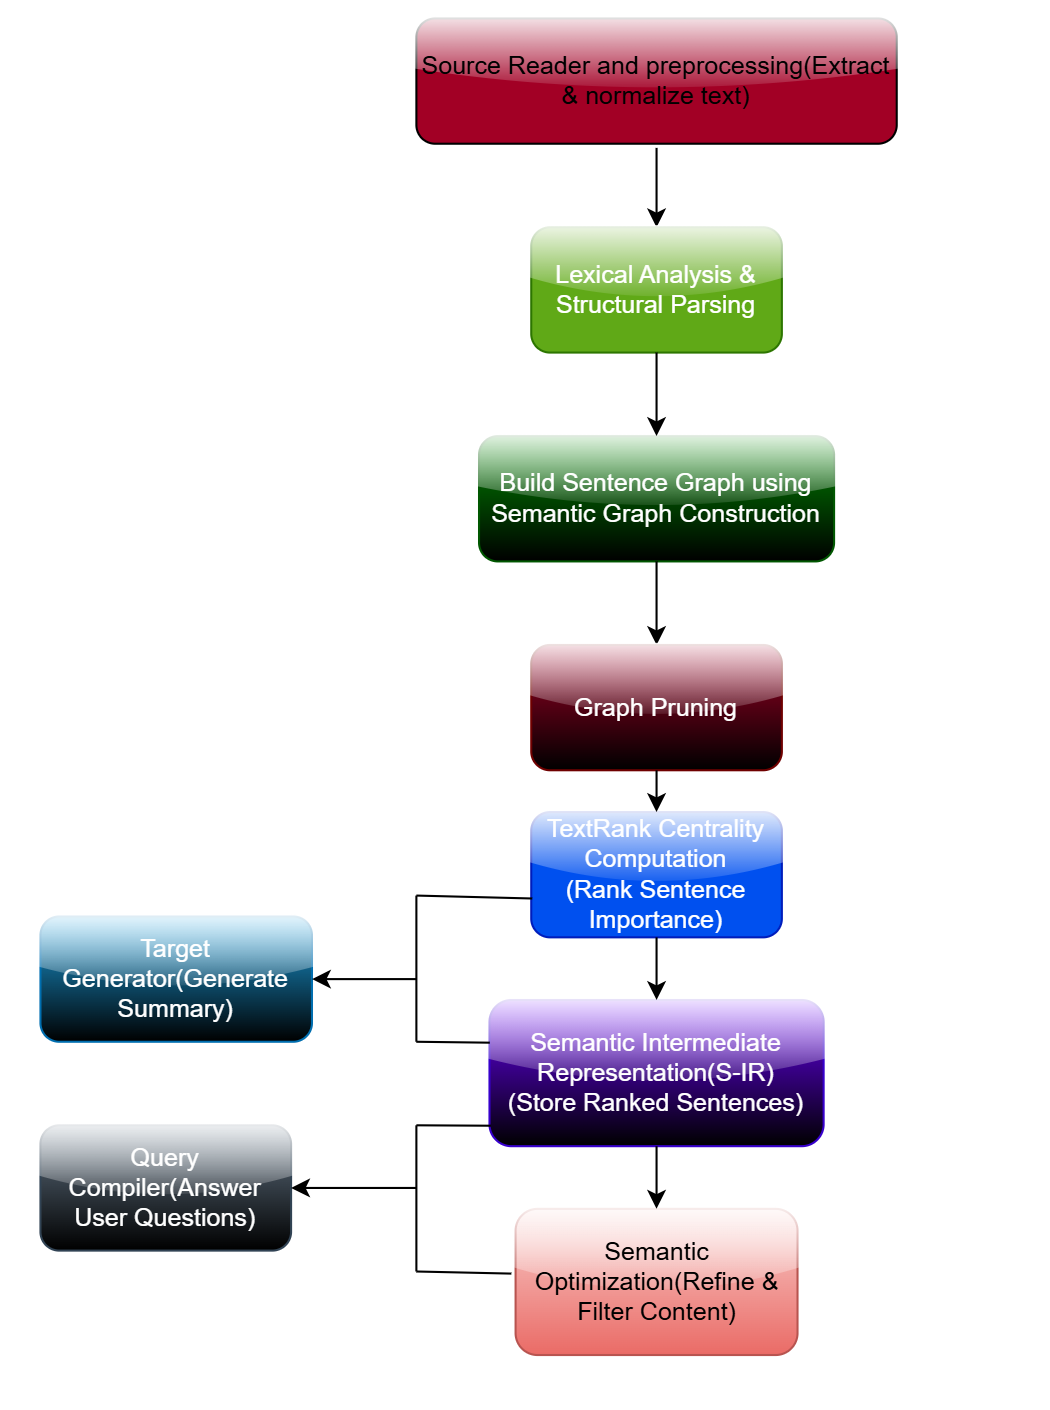 Source Reader and preprocessing(Extract
& normalize text)
Lexical Analysis &
Structural Parsing
Build Sentence Graph using
Semantic Graph Construction
Graph Pruning
TextRank Centrality
Computation
(Rank Sentence
Importance)
Target
Generator(Generate
Summary)
Semantic Intermediate
Representation(S-IR)
(Store Ranked Sentences)
Query
Compiler(Answer
User Questions)
Semantic
Optimization(Refine &
Filter Content)